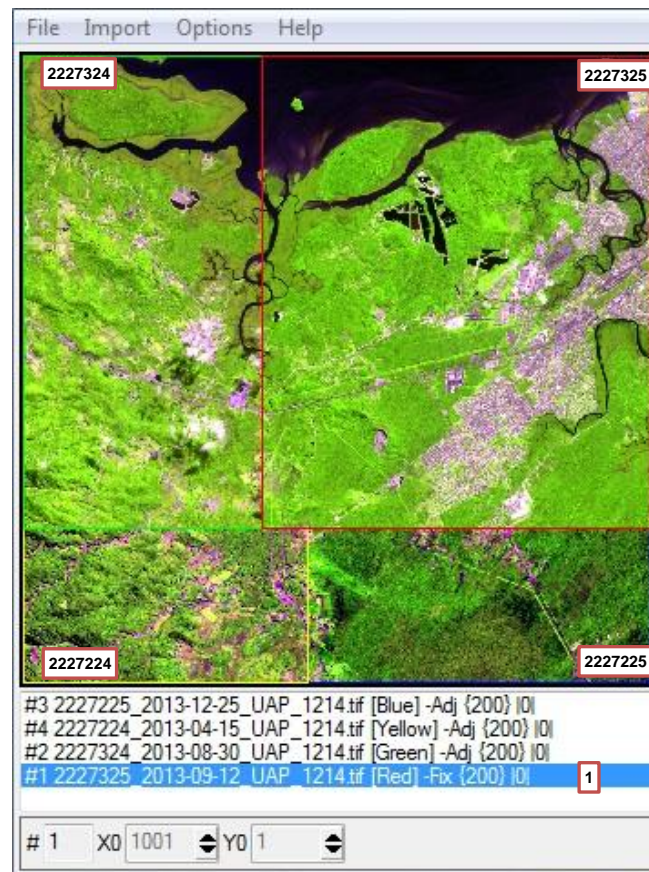 File Import Options Help
2227324 2227325
2227224 2227225
#3 2227225_2013-12-25_UAP_1214.tif [Blue] -Adj {200} |0|
#4 2227224_2013-04-15_UAP_1214.tif [Yellow] -Adj {200} |0|
#2 2227324_2013-08-30_UAP_1214.tif [Green] -Adj {200} |0|
#1 2227325_2013-09-12_UAP_1214.tif [Red] -Fix {200} |0| 1
# 1 X0 1001 Y0 1